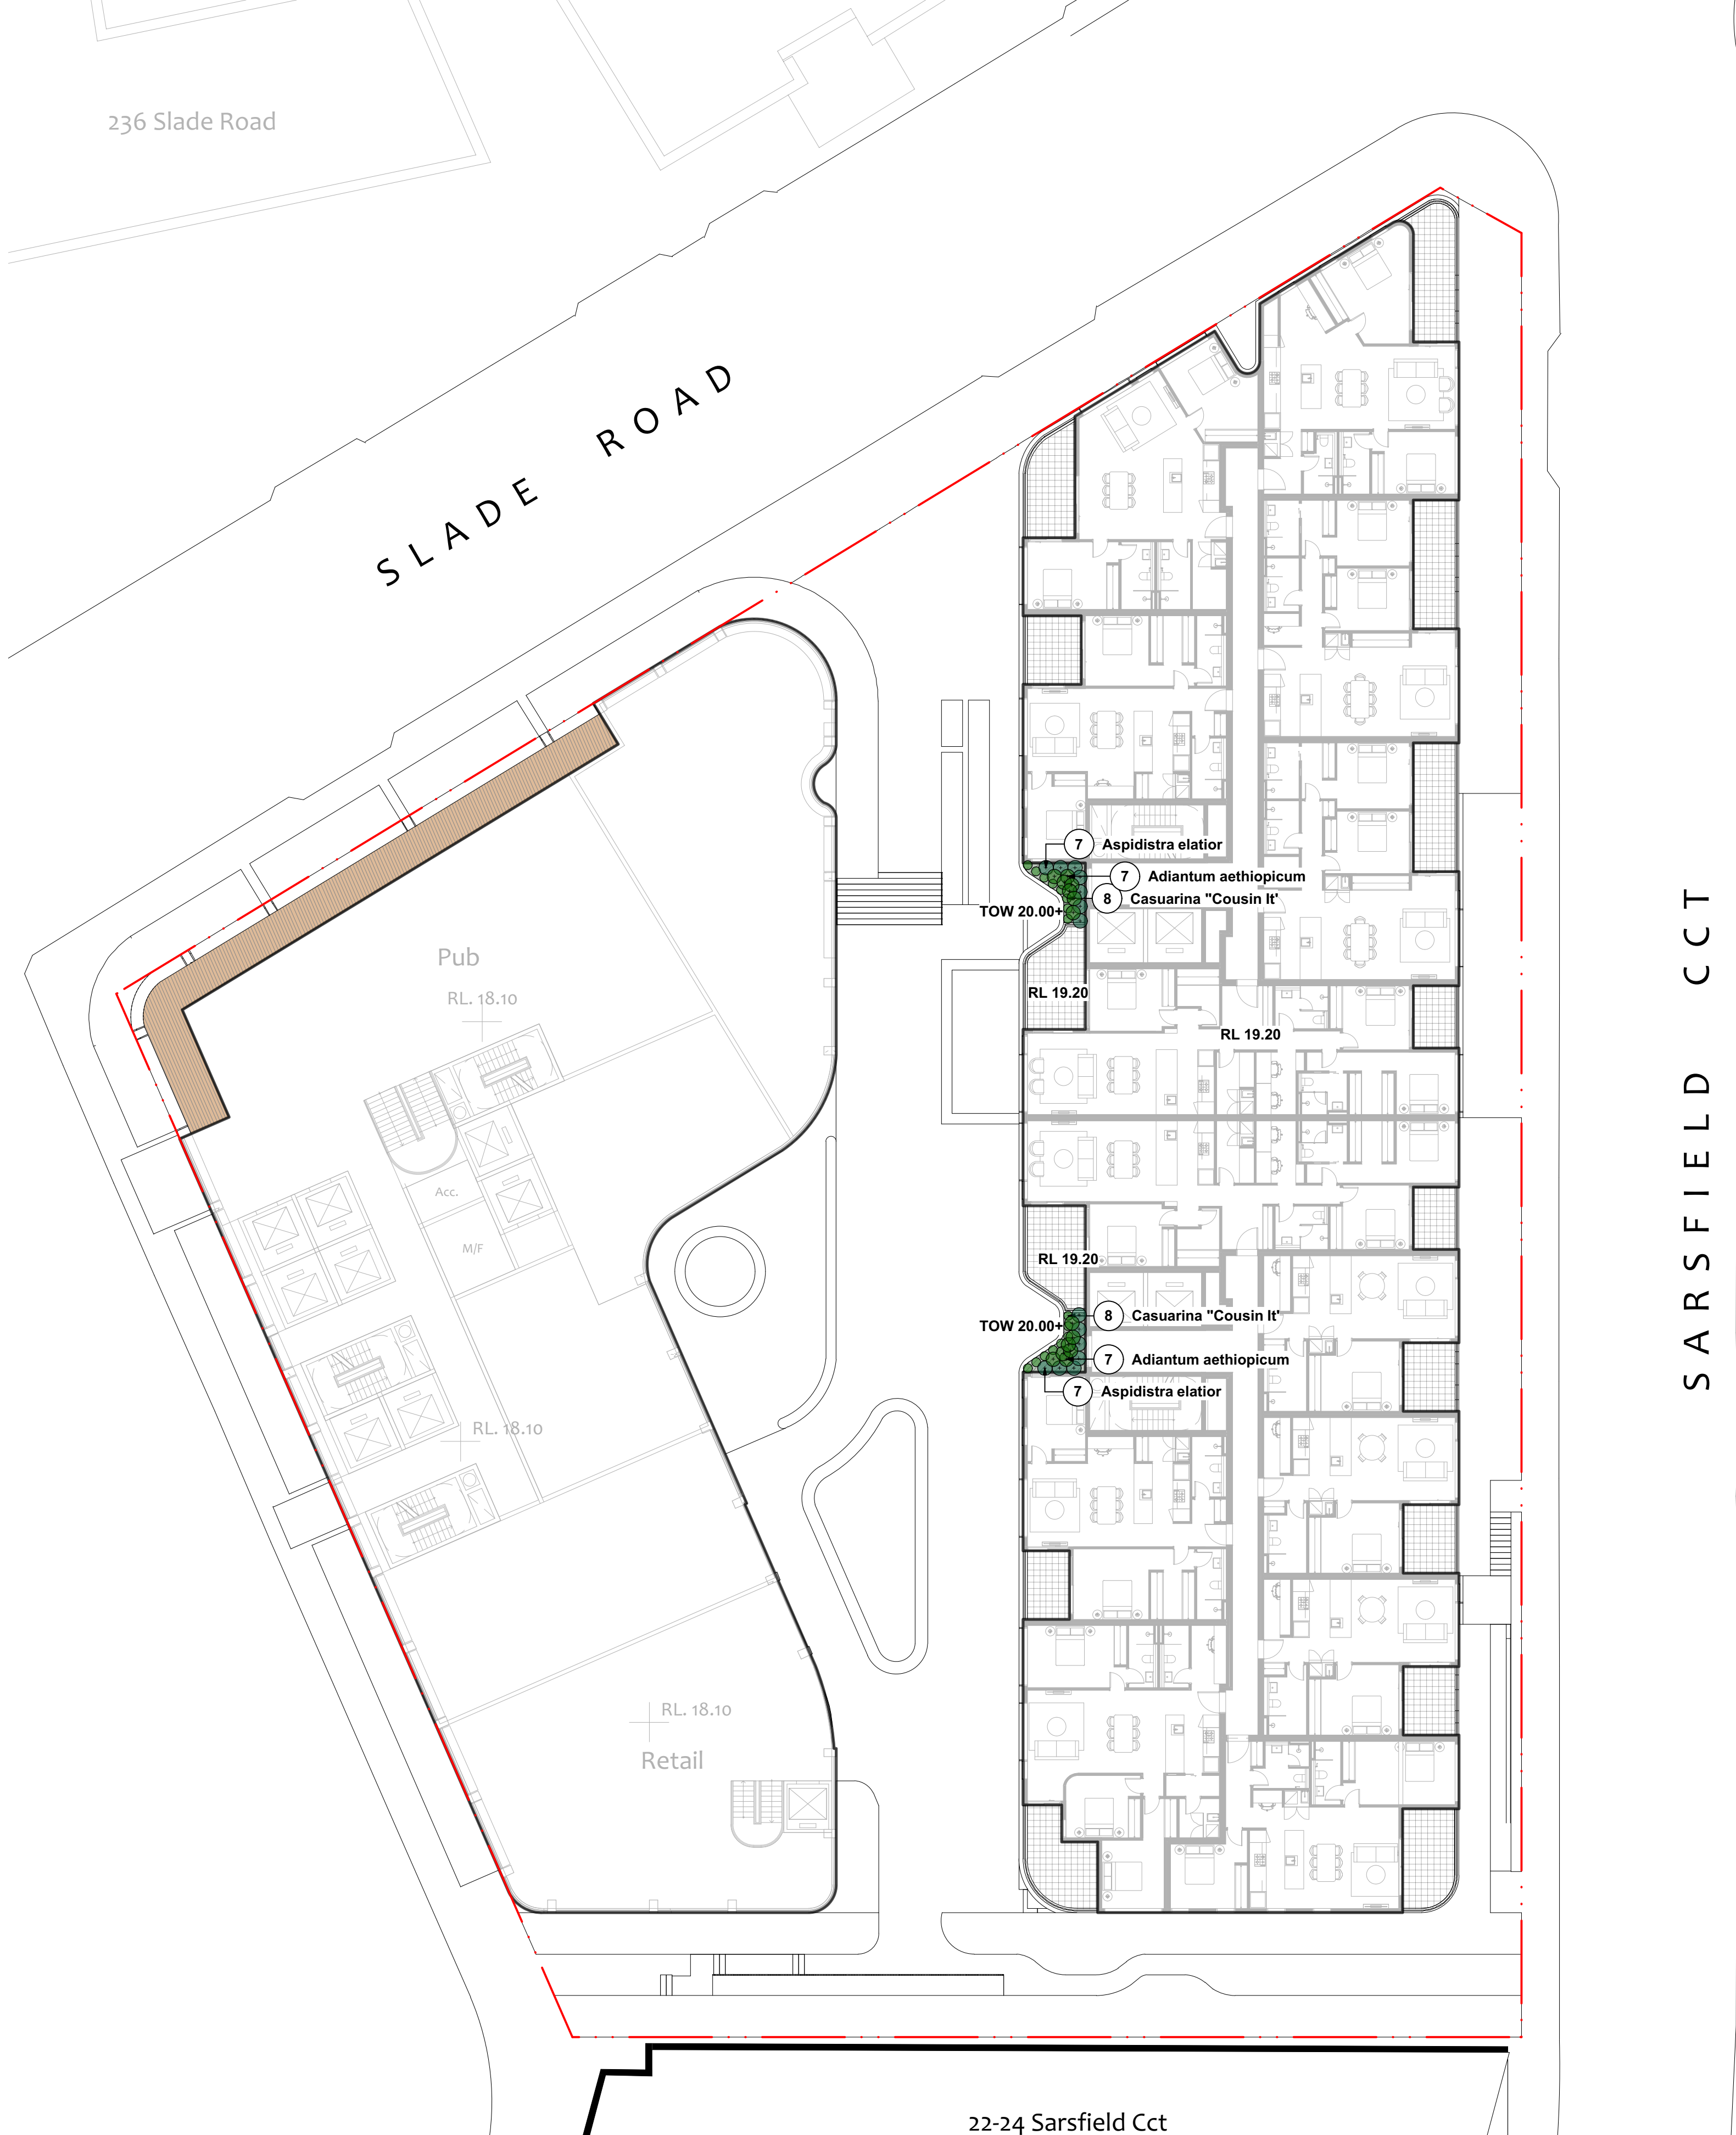 236 Slade Road
SLADE ROAD
7 Aspidistra elatior
7 Adiantum aethiopicum
8 Casuarina "Cousin It'
TOW 20.00+
SARSFIELD CCT
Pub
RL. 18.10
RL 19.20
RL 19.20
Acc.
M/F
RL 19.20
8 Casuarina "Cousin It'
TOW 20.00+
7 Adiantum aethiopicum
7 Aspidistra elatior
RL. 18.10
RL. 18.10
Retail
22-24 Sarsfield Cct